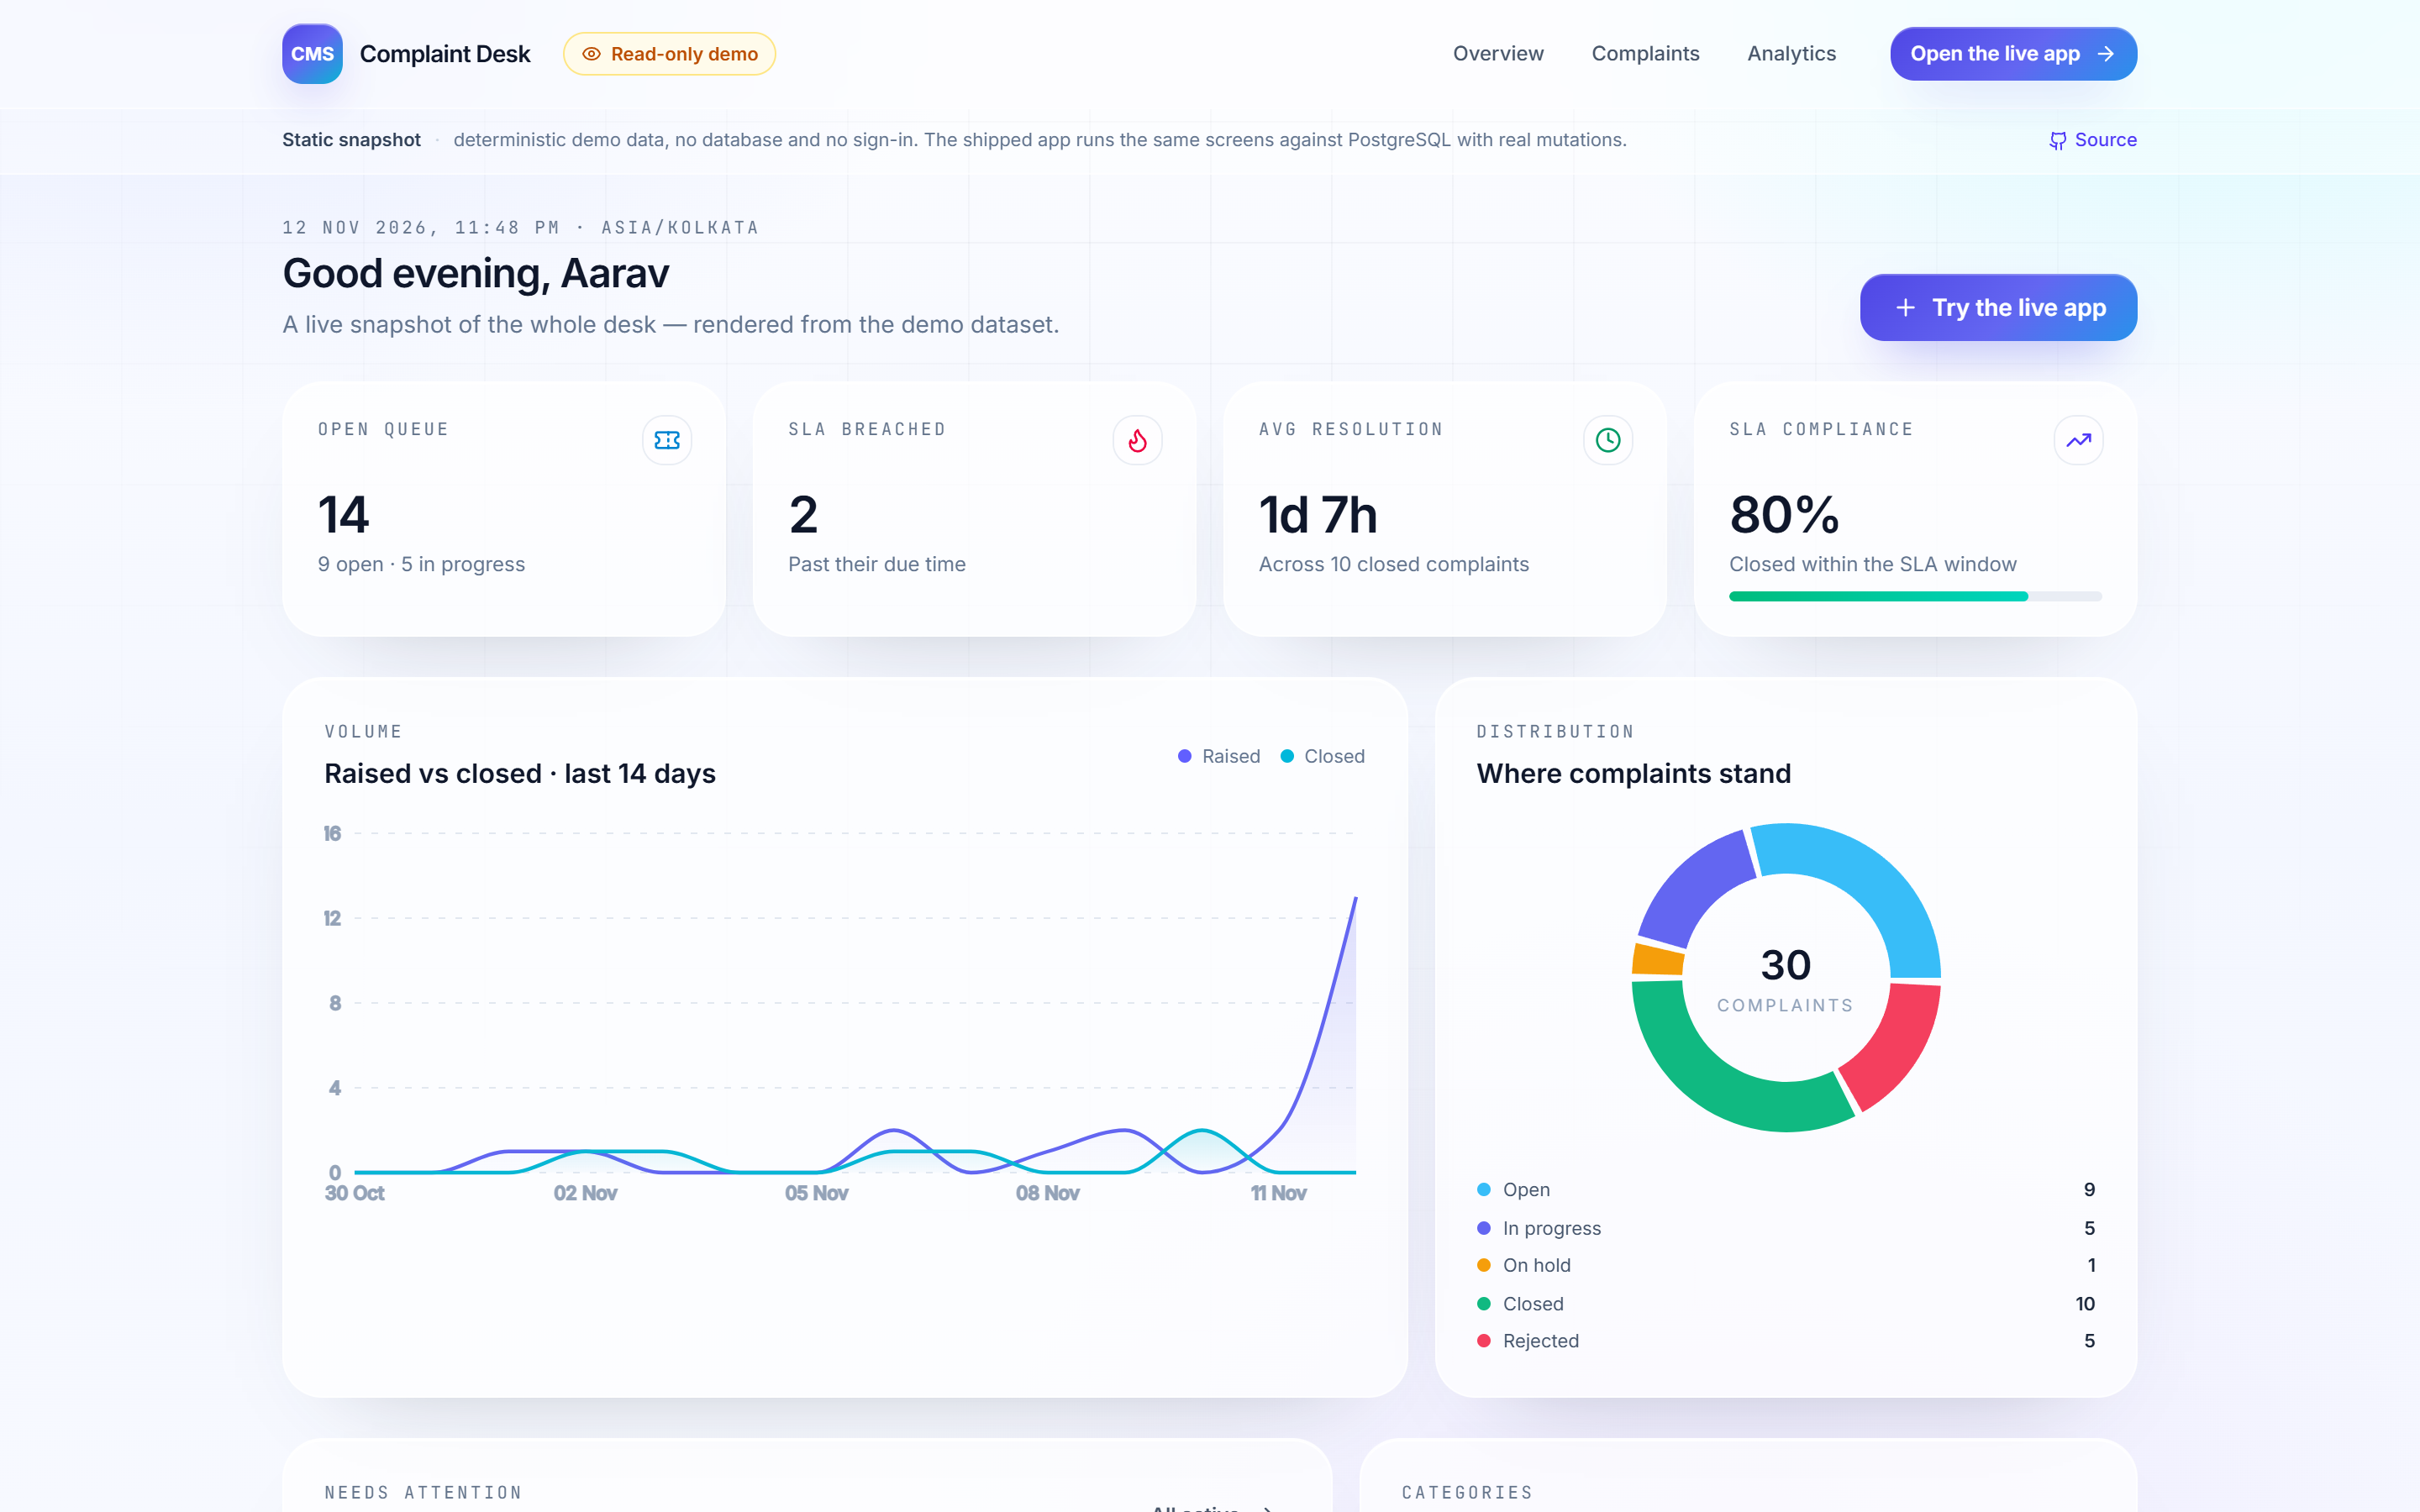 CMS Complaint Desk Read-only demo Overview Complaints Analytics Open the live app
Static snapshot · deterministic demo data, no database and no sign-in. The shipped app runs the same screens against PostgreSQL with real mutations. Source
12 NOV 2026, 11:48 PM · ASIA/KOLKATA
Good evening, Aarav
A live snapshot of the whole desk — rendered from the demo dataset.
Try the live app
OPEN QUEUE
14
9 open · 5 in progress
SLA BREACHED
2
Past their due time
AVG RESOLUTION
1d 7h
Across 10 closed complaints
SLA COMPLIANCE
80%
Closed within the SLA window
VOLUME
Raised vs closed · last 14 days
Raised Closed
16
12
8
4
0
30 Oct 02 Nov 05 Nov 08 Nov 11 Nov
DISTRIBUTION
Where complaints stand
30
COMPLAINTS
Open 9
In progress 5
On hold 1
Closed 10
Rejected 5
NEEDS ATTENTION
All active
CATEGORIES